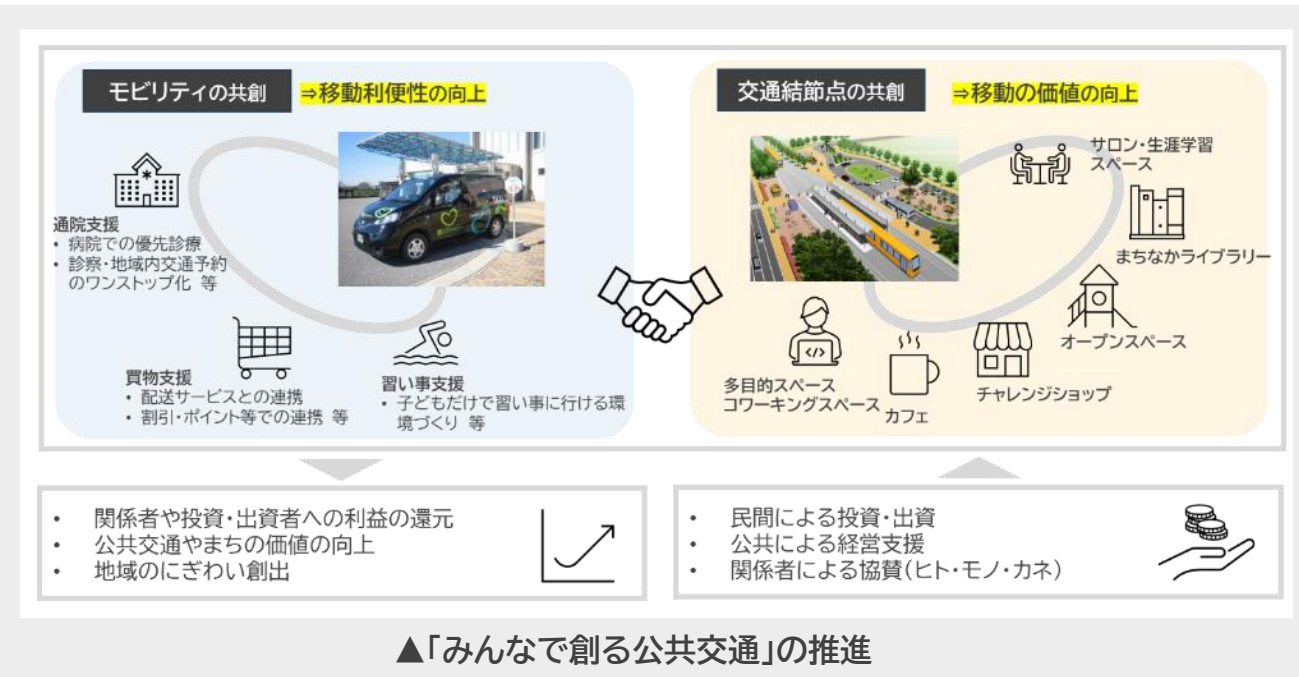 モビリティの共創
⇒移動利便性の向上
通院支援
• 病院での優先診療
• 診察・地域内交通予約
のワンストップ化 等
買物支援
• 配送サービスとの連携
• 割引・ポイント等での連携 等
習い事支援
• 子どもだけで習い事に行ける環
境づくり 等
交通結節点の共創
⇒移動の価値の向上
サロン・生涯学習
スペース
まちなかライブラリー
オープンスペース
チャレンジショップ
カフェ
多目的スペース
コワーキングスペース
</>
• 関係者や投資・出資者への利益の還元
• 公共交通やまちの価値の向上
• 地域のにぎわい創出
• 民間による投資・出資
• 公共による経営支援
• 関係者による協賛(ヒト・モノ・カネ)
▲「みんなで創る公共交通」の推進